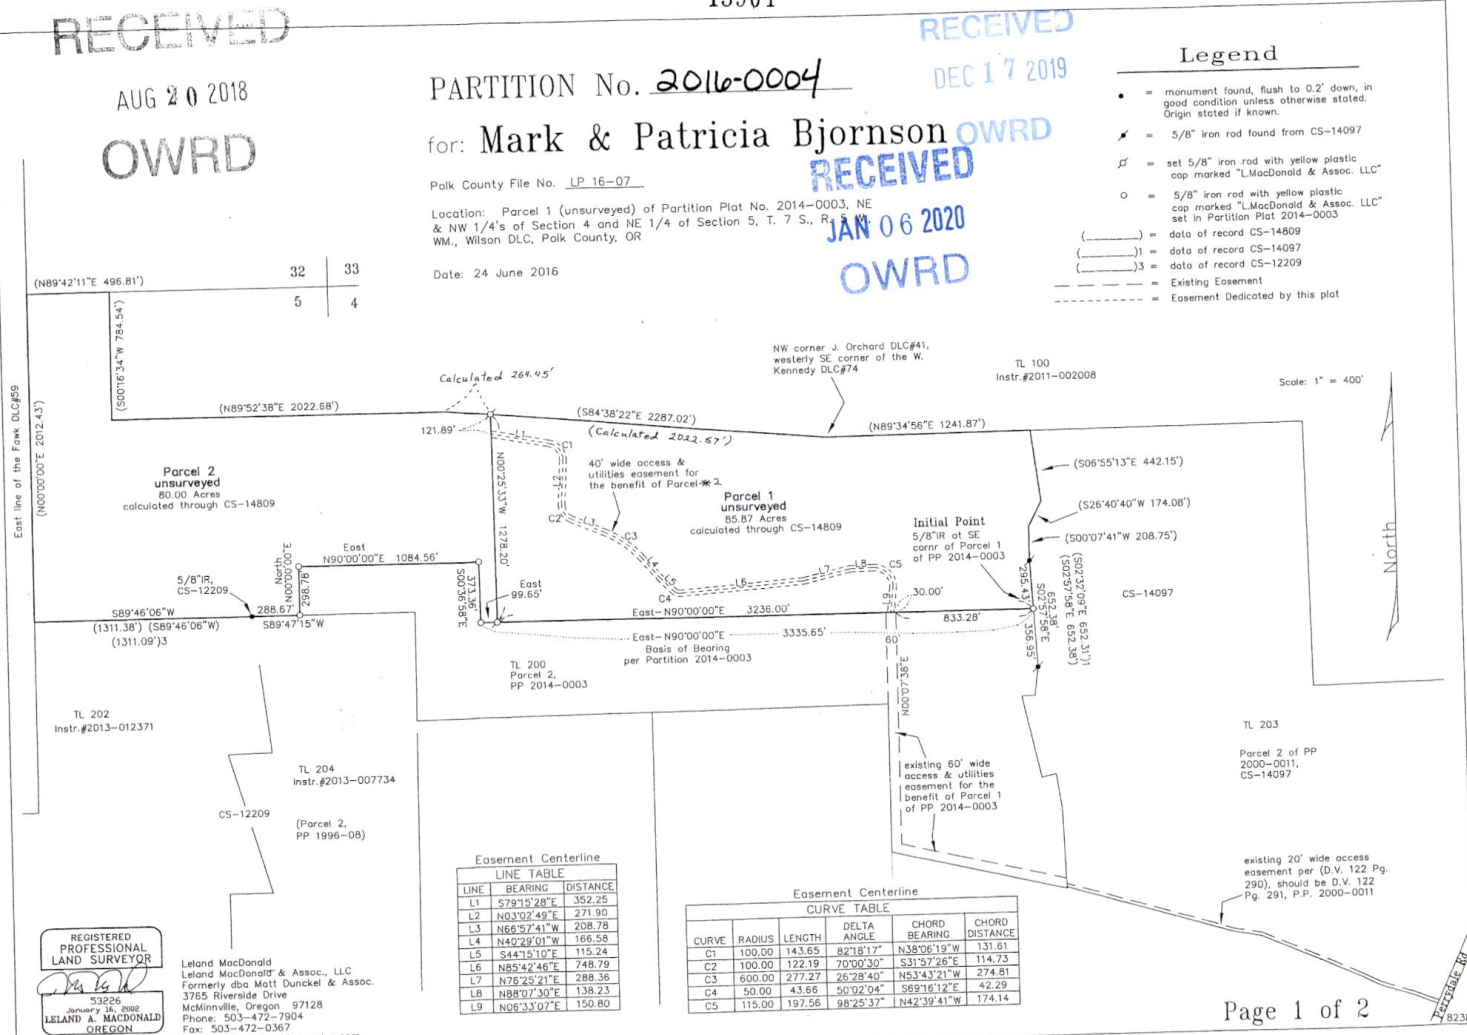 RECEIVED
AUG 20 2018
OWRD
PARTITION No. 2016-0004
for: Mark & Patricia Bjornson
Polk County File No. LP 16-07
Location: Parcel 1 (unsurveyed) of Partition Plat No. 2014-0003, NE
& NW 1/4's of Section 4 and NE 1/4 of Section 5, T. 7 S., R. 5 W.
WM., Wilson DLC, Polk County, OR
Date: 24 June 2016
RECEIVED
DEC 17 2019
OWRD
RECEIVED
JAN 06 2020
OWRD
Legend
= monument found, flush to 0.2' down, in
good condition unless otherwise stated.
Origin stated if known.
= 5/8" iron rod found from CS-14097
= set 5/8" iron rod with yellow plastic
cap marked "L.MacDonald & Assoc. LLC"
= 5/8" iron rod with yellow plastic
cap marked "L.MacDonald & Assoc. LLC"
set in Partition Plat 2014-0003
(______) = data of record CS-14809
(______)1 = data of record CS-14097
(______)3 = data of record CS-12209
= Existing Easement
= Easement Dedicated by this plat
(N89°42'11"E 496.81')
32 33
5 4
(S00°16'34"W 784.54')
East line of the Fawk DLC#59
(N00°00'00"E 2012.43')
(N89°52'38"E 2022.68')
Calculated 264.45'
121.89'
(S84°38'22"E 2287.02')
(Calculated 2022.57')
NW corner J. Orchard DLC#41,
westerly SE corner of the W.
Kennedy DLC#74
TL 100
Instr.#2011-002008
Scale: 1" = 400'
(N89°34'56"E 1241.87')
(S06°55'13"E 442.15')
(S26°40'40"W 174.08')
(S00°07'41"W 208.75')
North
Parcel 2
unsurveyed
80.00 Acres
calculated through CS-14809
N00°25'33"W 1278.20'
L1
C1
L2
C2
L3
C3
L4
L5
C4
L6
L7
L8
C5
40' wide access &
utilities easement for
the benefit of Parcel 2
Parcel 1
unsurveyed
85.87 Acres
calculated through CS-14809
Initial Point
5/8"IR at SE
cornr of Parcel 1
of PP 2014-0003
5/8"IR,
CS-12209
North
N00°00'00"E
298.78'
East
N90°00'00"E 1084.56'
373.36'
S00°36'58"E
East
99.65'
S89°46'06"W
(1311.38') (S89°46'06"W)
(1311.09')3
288.67'
S89°47'15"W
East-N90°00'00"E 3236.00'
30.00'
833.28'
East-N90°00'00"E 3335.65'
Basis of Bearing
per Partition 2014-0003
60'
N00°07'38"E
295.43'
356.95'
652.38'
S02°57'58"E
(S02°32'09"E 652.31')1
(S02°57'58"E 652.38')
CS-14097
TL 200
Parcel 2,
PP 2014-0003
TL 202
Instr.#2013-012371
TL 204
Instr.#2013-007734
(Parcel 2,
PP 1996-08)
CS-12209
existing 60' wide
access & utilities
easement for the
benefit of Parcel 1
of PP 2014-0003
TL 203
Parcel 2 of PP
2000-0011,
CS-14097
existing 20' wide access
easement per (D.V. 122 Pg.
290), should be D.V. 122
Pg. 291, P.P. 2000-0011
Perrydale Rd
Easement Centerline
LINE TABLE
LINE BEARING DISTANCE
L1 S79°15'28"E 352.25
L2 N03°02'49"E 271.90
L3 N66°57'41"W 208.78
L4 N40°29'01"W 166.58
L5 S44°15'10"E 115.24
L6 N85°42'46"E 748.79
L7 N76°25'21"E 288.36
L8 N88°07'30"E 138.23
L9 N06°33'07"E 150.80
Easement Centerline
CURVE TABLE
CURVE RADIUS LENGTH DELTA ANGLE CHORD BEARING CHORD DISTANCE
C1 100.00 143.65 82°18'17" N38°06'19"W 131.61
C2 100.00 122.19 70°00'30" S31°57'26"E 114.73
C3 600.00 277.27 26°28'40" N53°43'21"W 274.81
C4 50.00 43.66 50°02'04" S69°16'12"E 42.29
C5 115.00 197.56 98°25'37" N42°39'41"W 174.14
REGISTERED
PROFESSIONAL
LAND SURVEYOR
53226
January 16, 2002
LELAND A. MACDONALD
OREGON
Leland MacDonald
Leland MacDonald & Assoc., LLC
Formerly dba Matt Dunckel & Assoc.
3765 Riverside Drive
McMinnville, Oregon 97128
Phone: 503-472-7904
Fax: 503-472-0367
Page 1 of 2